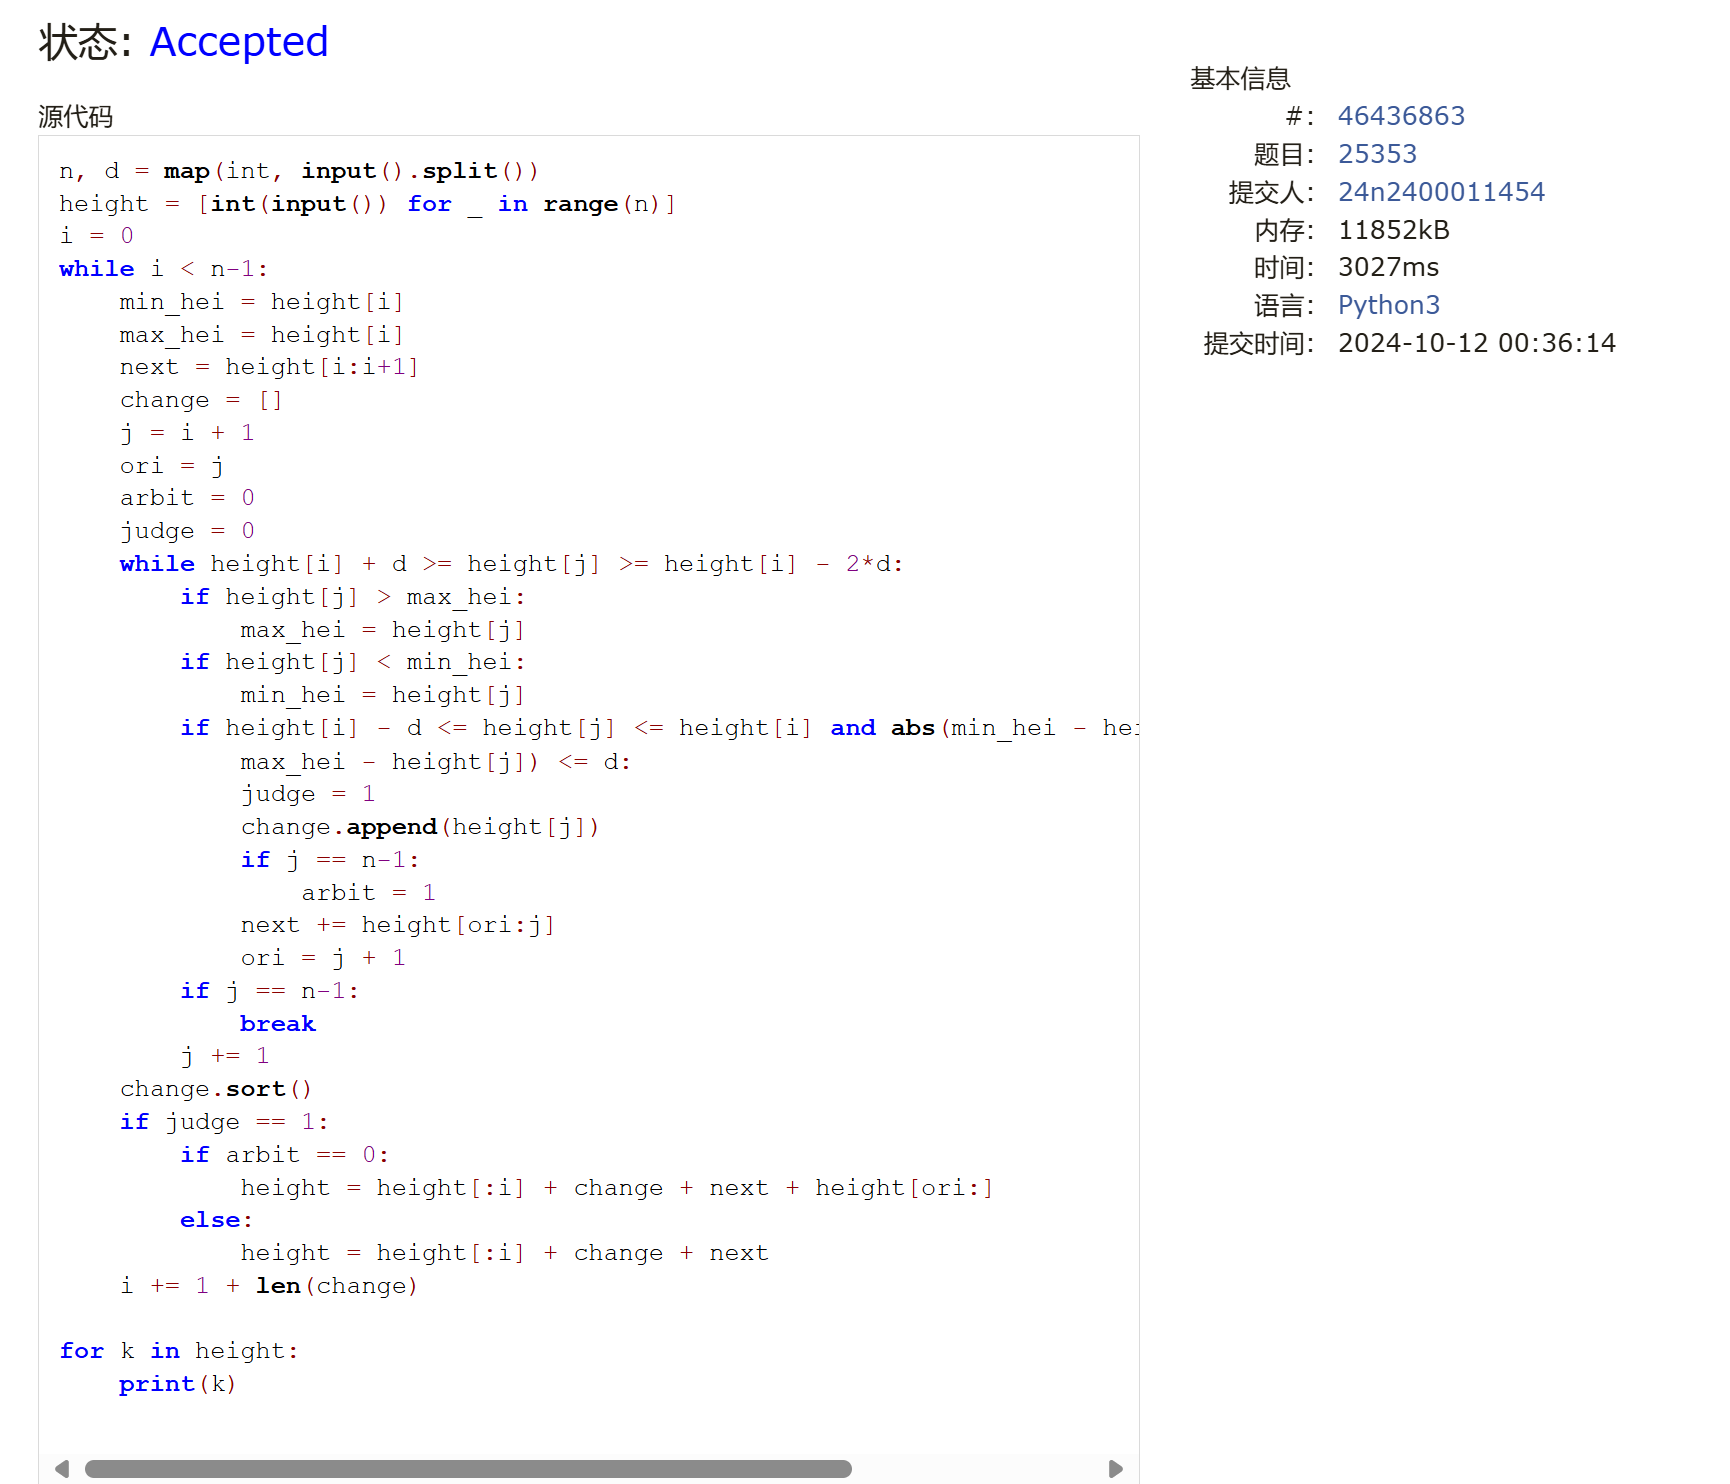 状态: Accepted
源代码
n, d = map(int, input().split())
height = [int(input()) for _ in range(n)]
i = 0
while i < n-1:
    min_hei = height[i]
    max_hei = height[i]
    next = height[i:i+1]
    change = []
    j = i + 1
    ori = j
    arbit = 0
    judge = 0
    while height[i] + d >= height[j] >= height[i] - 2*d:
        if height[j] > max_hei:
            max_hei = height[j]
        if height[j] < min_hei:
            min_hei = height[j]
        if height[i] - d <= height[j] <= height[i] and abs(min_hei - hei
            max_hei - height[j]) <= d:
            judge = 1
            change.append(height[j])
            if j == n-1:
                arbit = 1
            next += height[ori:j]
            ori = j + 1
        if j == n-1:
            break
        j += 1
    change.sort()
    if judge == 1:
        if arbit == 0:
            height = height[:i] + change + next + height[ori:]
        else:
            height = height[:i] + change + next
    i += 1 + len(change)
for k in height:
    print(k)
基本信息
#: 46436863
题目: 25353
提交人: 24n2400011454
内存: 11852kB
时间: 3027ms
语言: Python3
提交时间: 2024-10-12 00:36:14